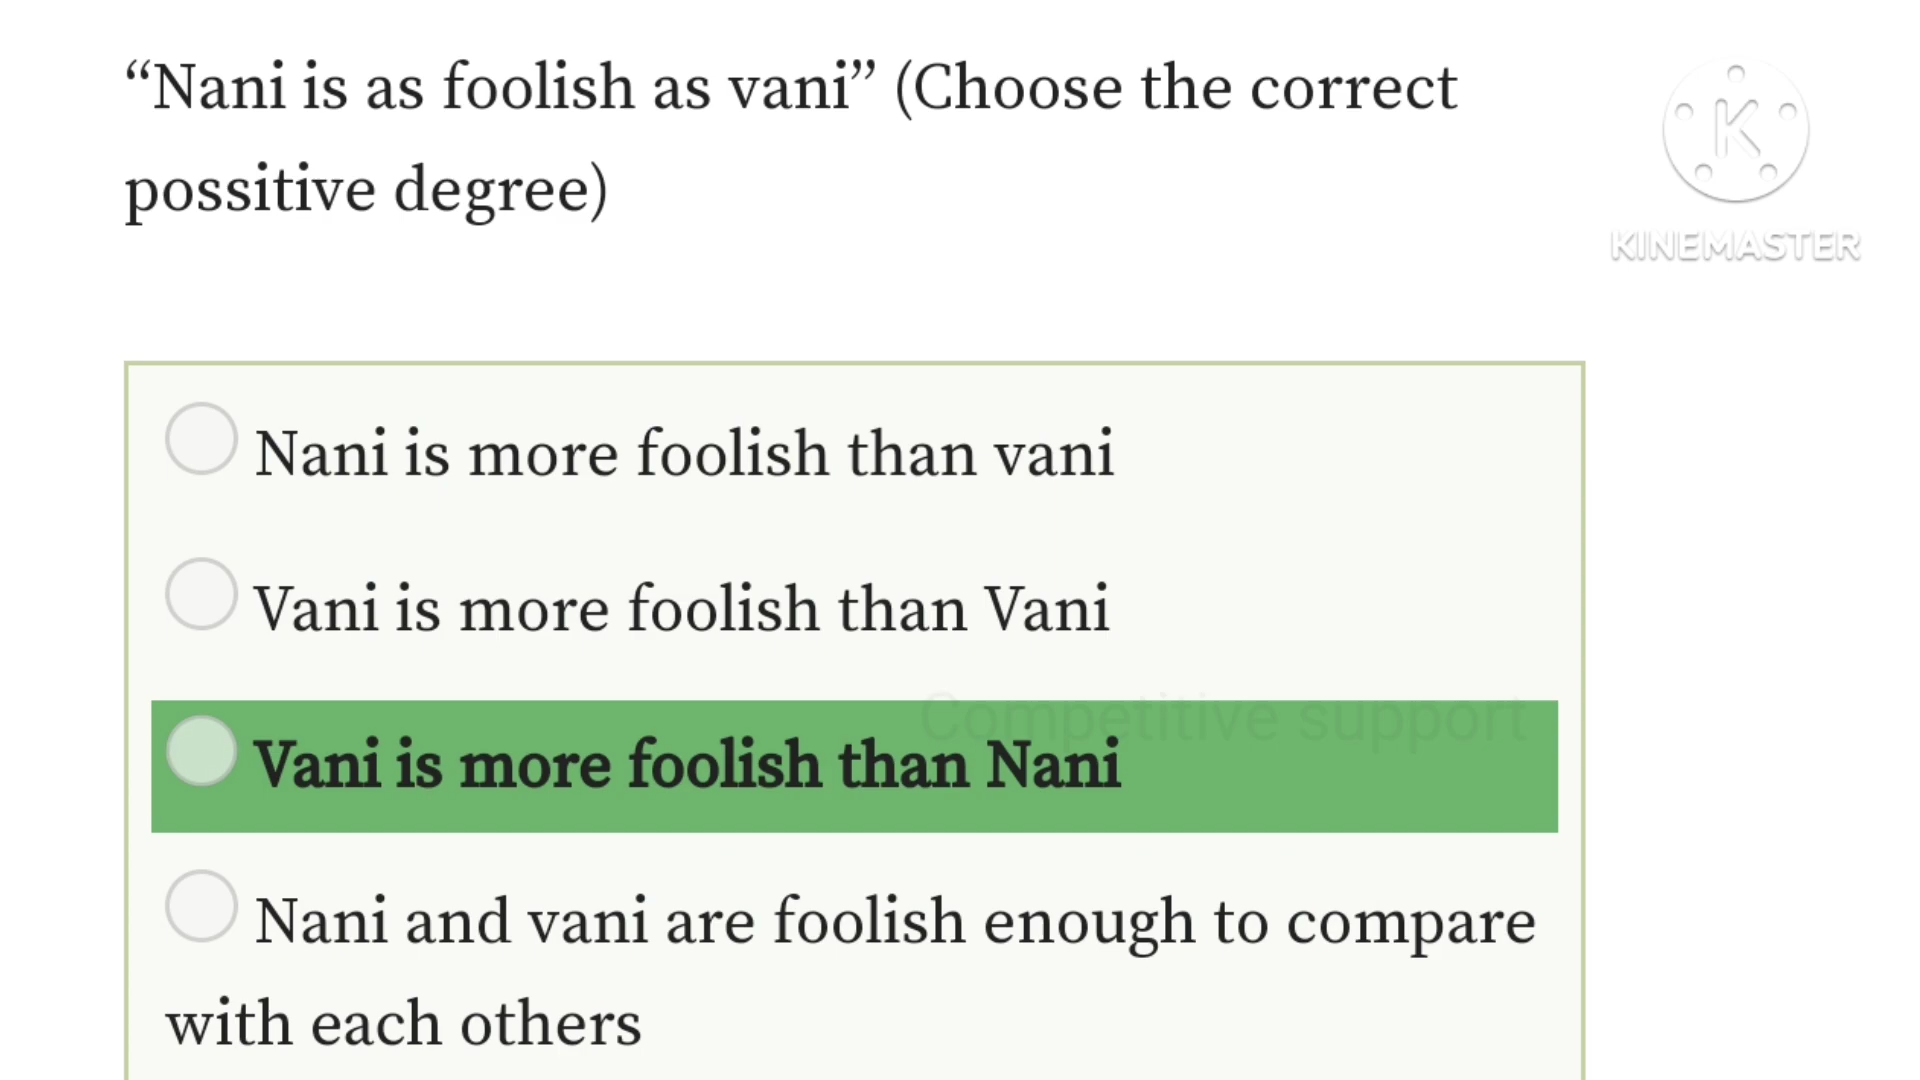 “Nani is as foolish as vani” (Choose the correct
possitive degree)
KINEMASTER
Nani is more foolish than vani
Vani is more foolish than Vani
Competitive support
Vani is more foolish than Nani
Nani and vani are foolish enough to compare
with each others